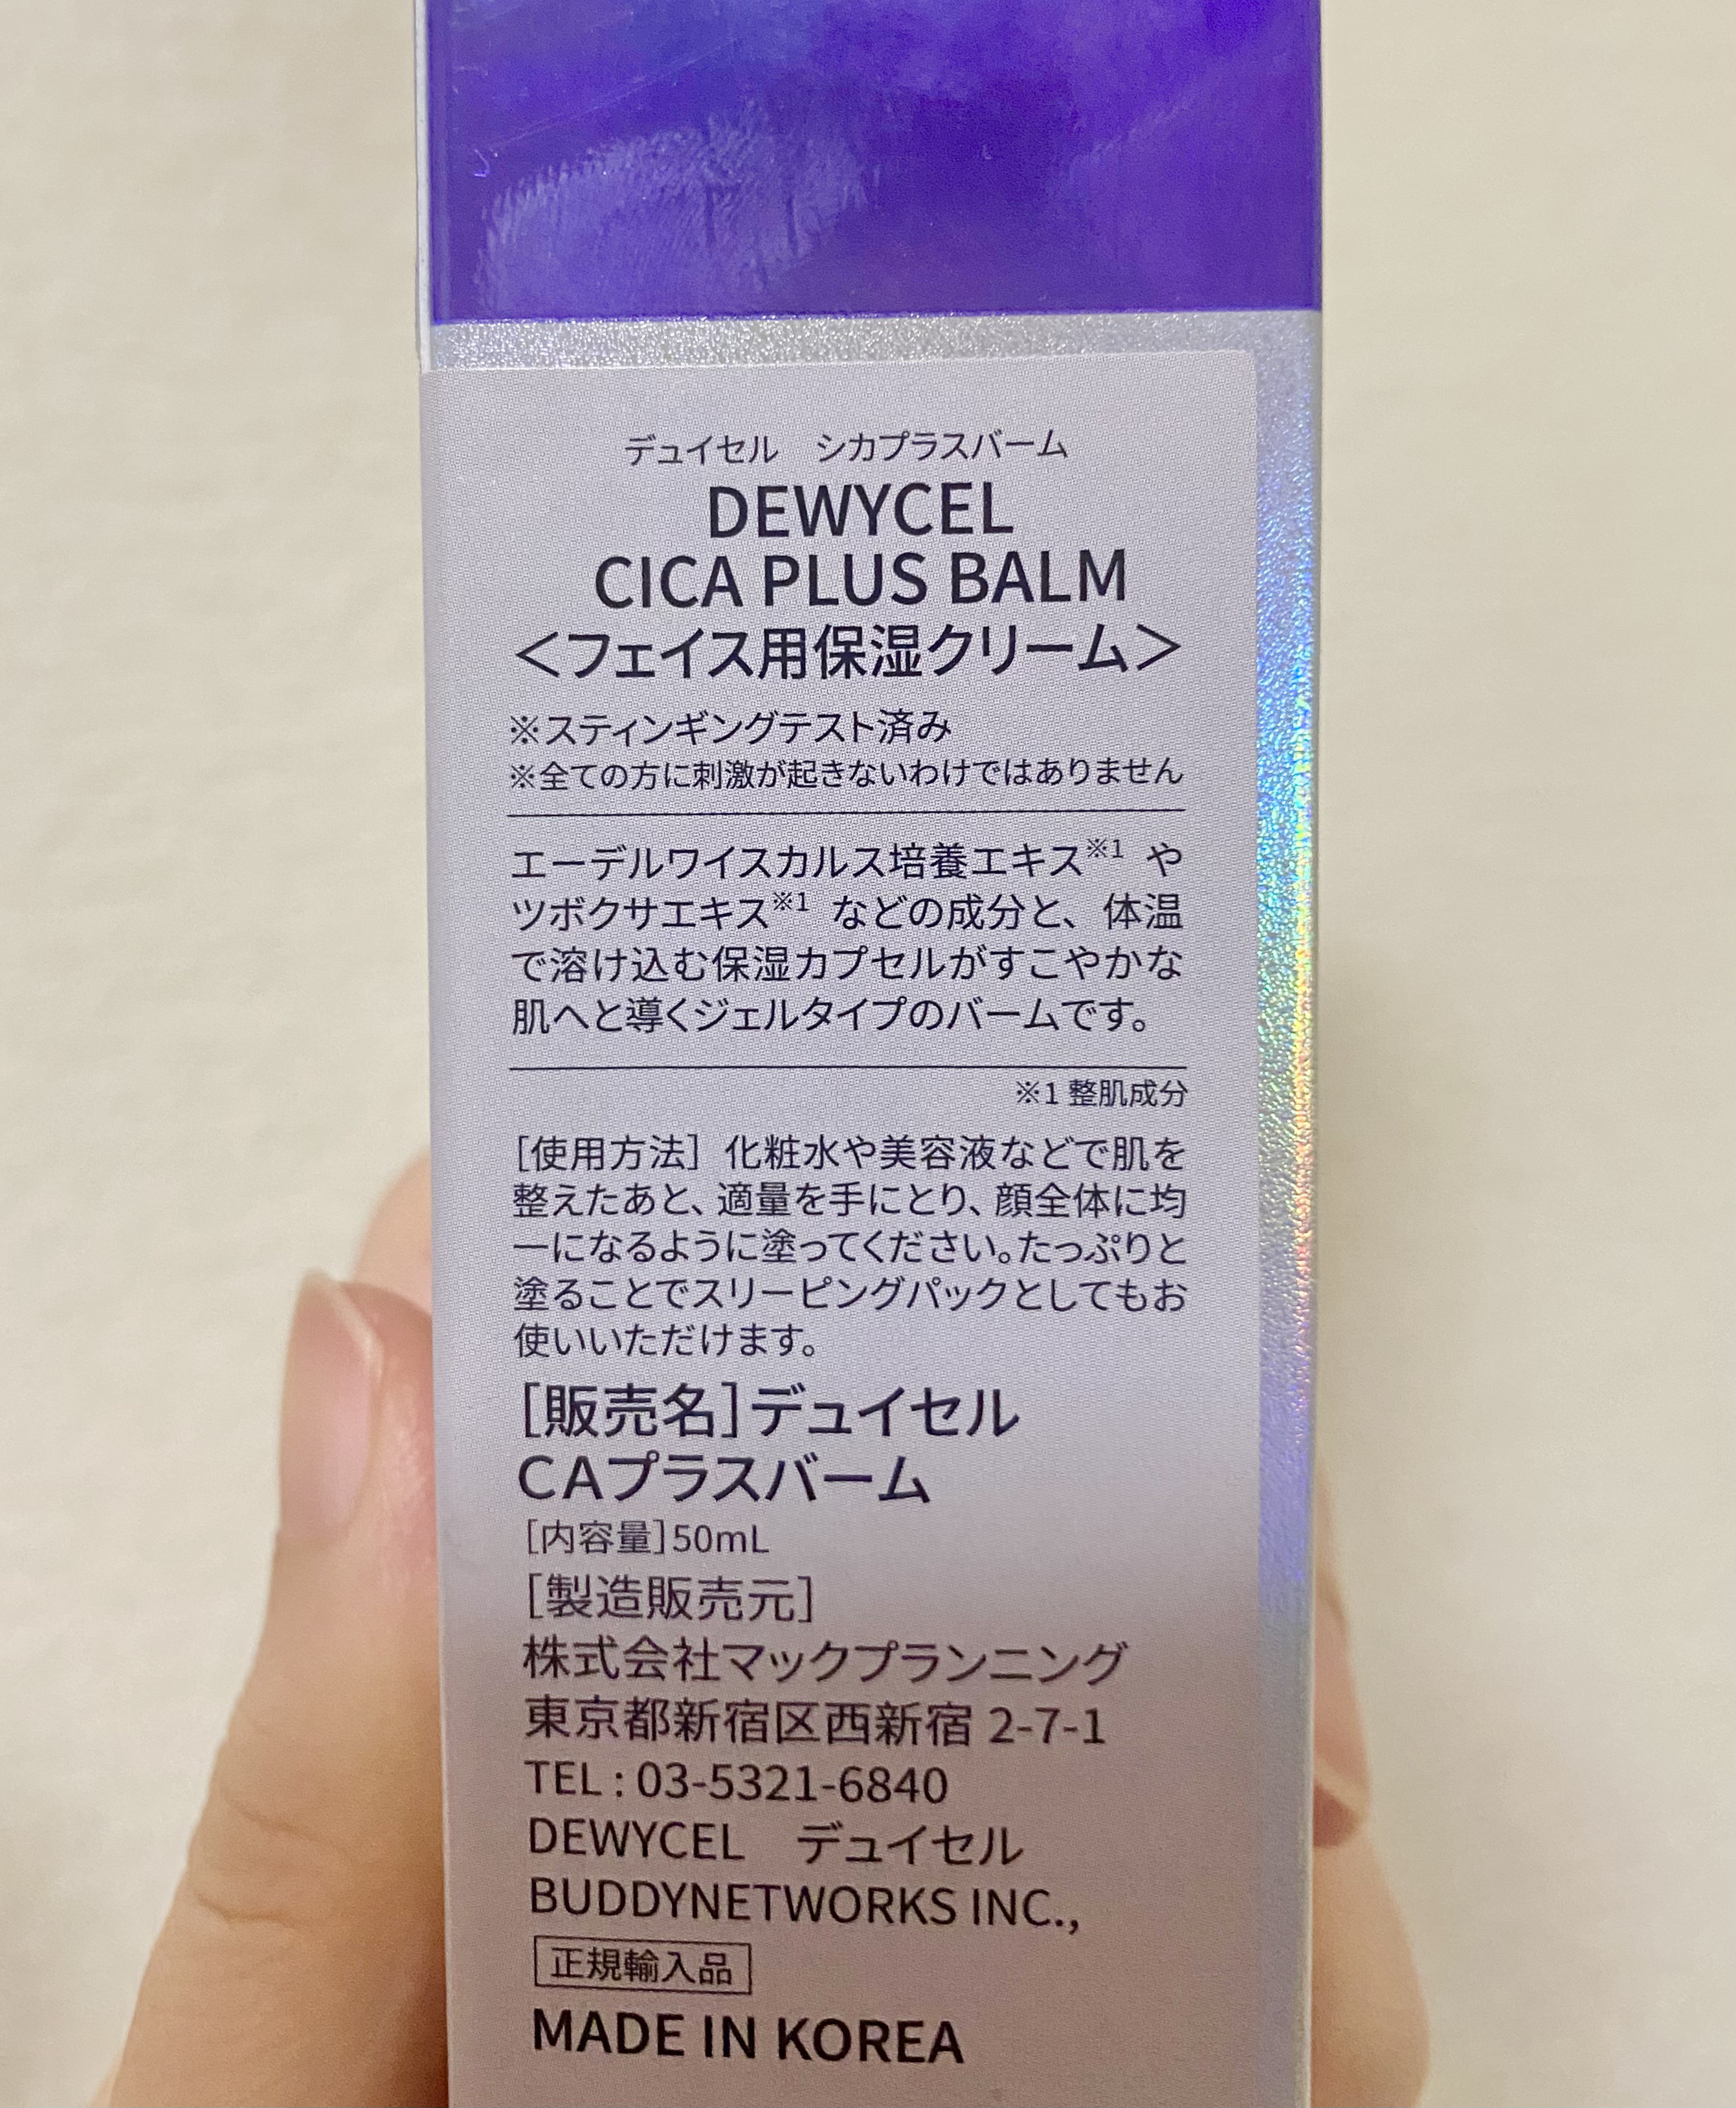 デュイセル　シカプラスバーム
DEWYCEL
CICA PLUS BALM
＜フェイス用保湿クリーム＞
※スティンギングテスト済み
※全ての方に刺激が起きないわけではありません
エーデルワイスカルス培養エキス※1 や
ツボクサエキス※1 などの成分と、体温
で溶け込む保湿カプセルがすこやかな
肌へと導くジェルタイプのバームです。
※1 整肌成分
［使用方法］化粧水や美容液などで肌を
整えたあと、適量を手にとり、顔全体に均
一になるように塗ってください。たっぷりと
塗ることでスリーピングパックとしてもお
使いいただけます。
［販売名］デュイセル
CAプラスバーム
［内容量］50mL
［製造販売元］
株式会社マックプランニング
東京都新宿区西新宿 2-7-1
TEL : 03-5321-6840
DEWYCEL　デュイセル
BUDDYNETWORKS INC.,
正規輸入品
MADE IN KOREA